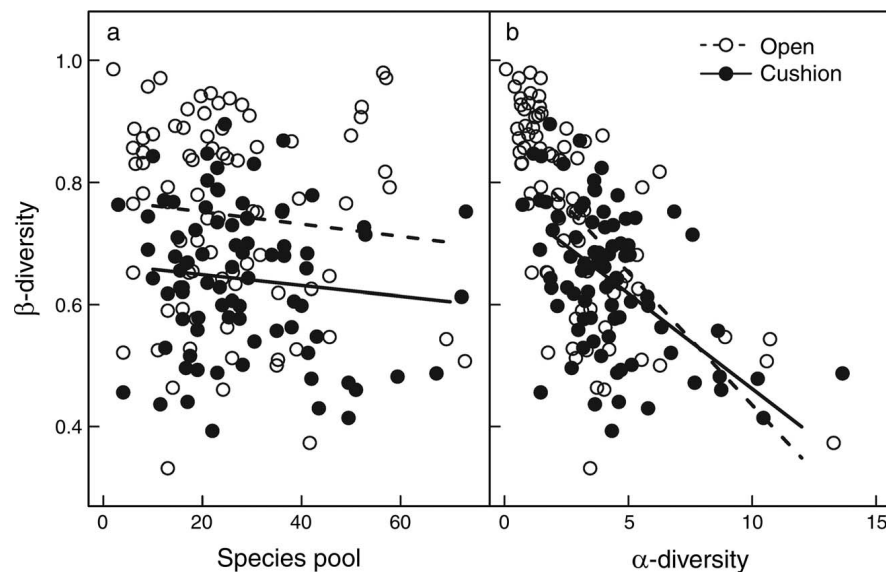 a
b
Open
Cushion
1.0
0.8
0.6
0.4
β-diversity
0 20 40 60
0 5 10 15
Species pool
α-diversity